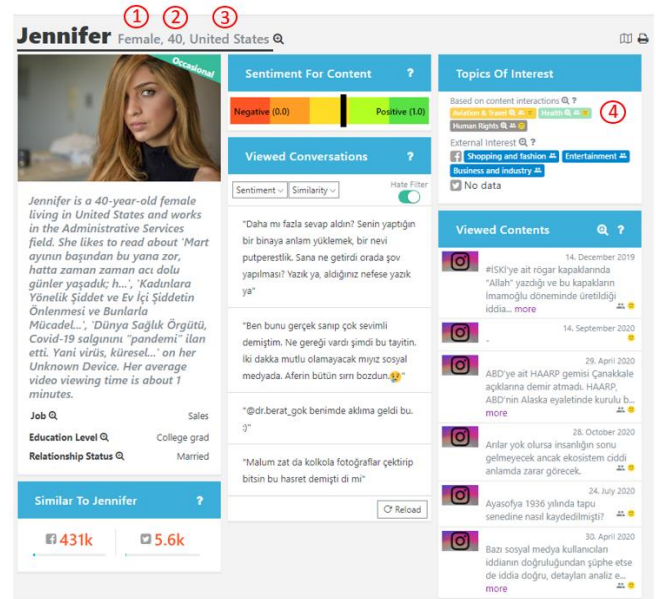 1 2 3
Jennifer Female, 40, United States
Occasional
Jennifer is a 40-year-old female
living in United States and works
in the Administrative Services
field. She likes to read about 'Mart
ayının başından bu yana zor,
hatta zaman zaman acı dolu
günler yaşadık; h...', 'Kadınlara
Yönelik Şiddet ve Ev İçi Şiddetin
Önlenmesi ve Bunlarla
Mücadel...', 'Dünya Sağlık Örgütü,
Covid-19 salgınını "pandemi" ilan
etti. Yani virüs, küresel...' on her
Unknown Device. Her average
video viewing time is about 1
minutes.
Job Sales
Education Level College grad
Relationship Status Married
Similar To Jennifer ?
431k 5.6k
Sentiment For Content ?
Negative (0.0) Positive (1.0)
Viewed Conversations ?
Sentiment Similarity Hate Filter
"Daha mı fazla sevap aldın? Senin yaptığın
bir binaya anlam yüklemek, bir nevi
putperestlik. Sana ne getirdi orada şov
yapılması? Yazık ya, aldığınız nefese yazık
ya"
"Ben bunu gerçek sanıp çok sevimli
demiştim. Ne gereği vardı şimdi bu tayitin.
Iki dakka mutlu olamayacak mıyız sosyal
medyada. Aferin bütün sırrı bozdun.😢"
"@dr.berat_gok benimde aklıma geldi bu.
:)"
"Malum zat da kolkola fotoğraflar çektirip
bitsin bu hasret demişti di mi"
Reload
Topics Of Interest
Based on content interactions ?
Aviation & Travel Health 4
Human Rights
External Interest ?
Shopping and fashion Entertainment
Business and industry
No data
Viewed Contents ?
14. December 2019
#İSKİ'ye ait rögar kapaklarında
"Allah" yazdığı ve bu kapakların
İmamoğlu döneminde üretildiği
iddia... more
14. September 2020
-
29. April 2020
ABD'ye ait HAARP gemisi Çanakkale
açıklarına demir atmadı. HAARP,
ABD'nin Alaska eyaletinde kurulu b...
more
28. October 2020
Arılar yok olursa insanlığın sonu
gelmeyecek ancak ekosistem ciddi
anlamda zarar görecek.
24. July 2020
Ayasofya 1936 yılında tapu
senedine nasıl kaydedilmişti?
30. April 2020
Bazı sosyal medya kullanıcıları
iddianın doğruluğundan şüphe etse
de iddia doğru, detayları analiz e...
more